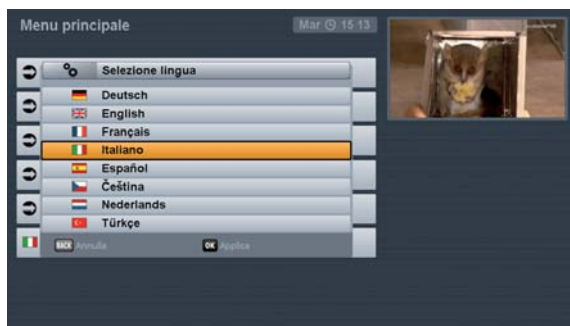 Menu principale
Mar 15 13
Selezione lingua
Deutsch
English
Français
Italiano
Español
Čeština
Nederlands
Türkçe
BACK Annulla OK Applica